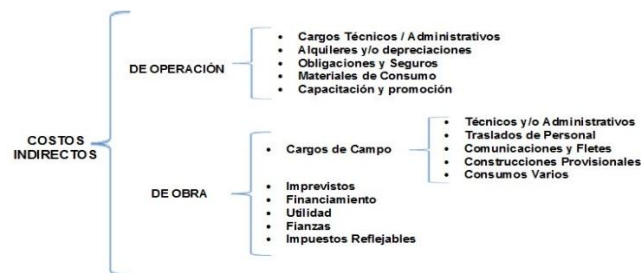 COSTOS
INDIRECTOS
DE OPERACIÓN
• Cargos Técnicos / Administrativos
• Alquileres y/o depreciaciones
• Obligaciones y Seguros
• Materiales de Consumo
• Capacitación y promoción
DE OBRA
• Cargos de Campo
• Técnicos y/o Administrativos
• Traslados de Personal
• Comunicaciones y Fletes
• Construcciones Provisionales
• Consumos Varios
• Imprevistos
• Financiamiento
• Utilidad
• Fianzas
• Impuestos Reflejables